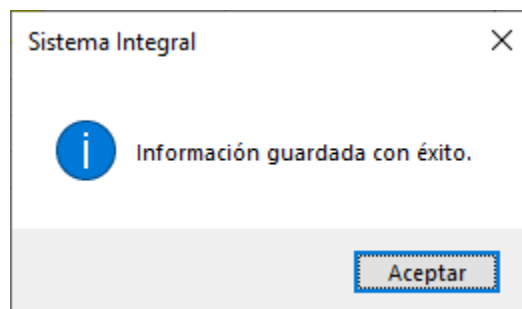 Sistema Integral
Información guardada con éxito.
Aceptar